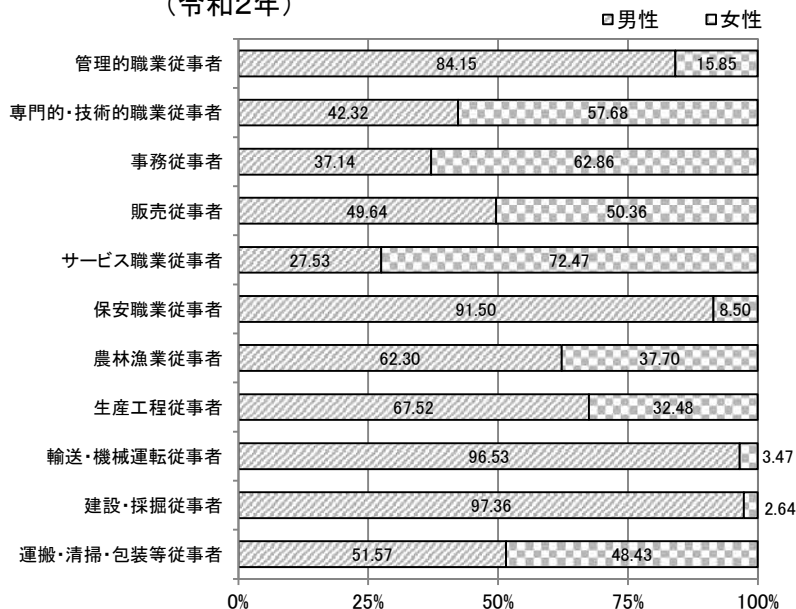 (令和2年)
男性 女性
管理的職業従事者 84.15 15.85
専門的・技術的職業従事者 42.32 57.68
事務従事者 37.14 62.86
販売従事者 49.64 50.36
サービス職業従事者 27.53 72.47
保安職業従事者 91.50 8.50
農林漁業従事者 62.30 37.70
生産工程従事者 67.52 32.48
輸送・機械運転従事者 96.53 3.47
建設・採掘従事者 97.36 2.64
運搬・清掃・包装等従事者 51.57 48.43
0% 25% 50% 75% 100%